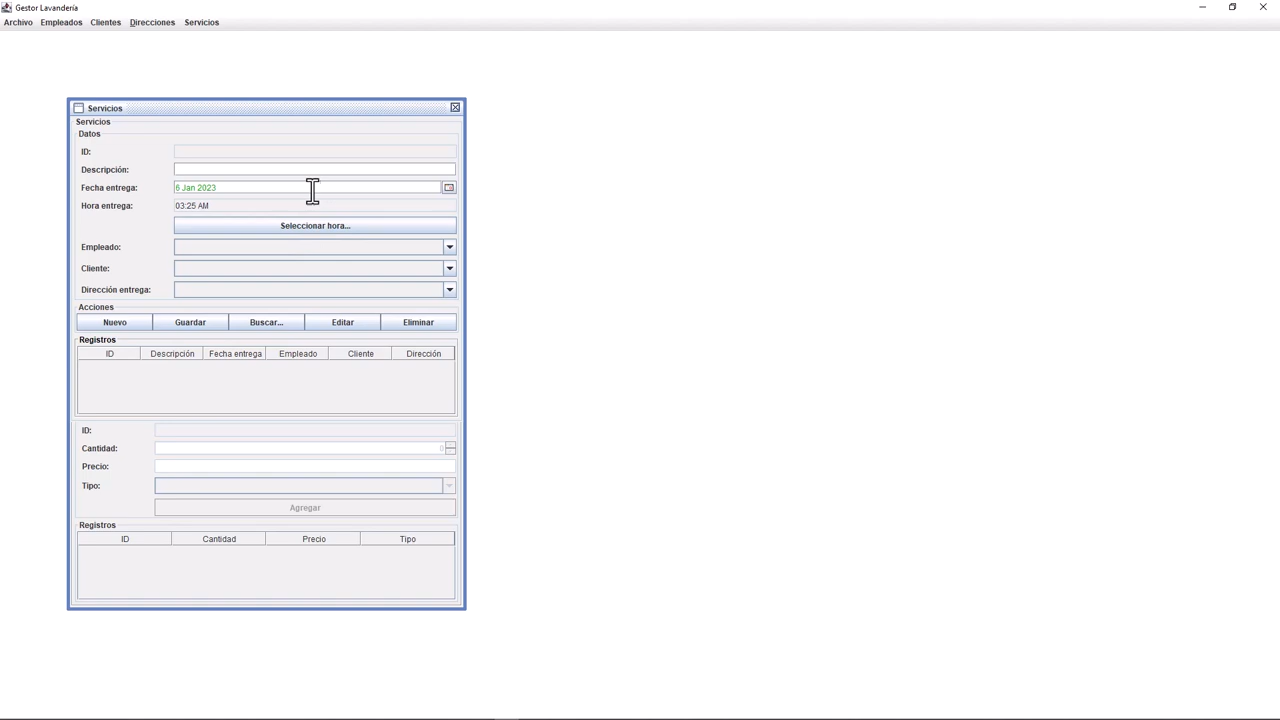 Gestor Lavandería
Archivo Empleados Clientes Direcciones Servicios
Servicios
Servicios
Datos
ID:
Descripción:
Fecha entrega: 6 Jan 2023
Hora entrega: 03:25 AM
Seleccionar hora...
Empleado:
Cliente:
Dirección entrega:
Acciones
Nuevo Guardar Buscar... Editar Eliminar
Registros
ID Descripción Fecha entrega Empleado Cliente Dirección
ID:
Cantidad: 0
Precio:
Tipo:
Agregar
Registros
ID Cantidad Precio Tipo